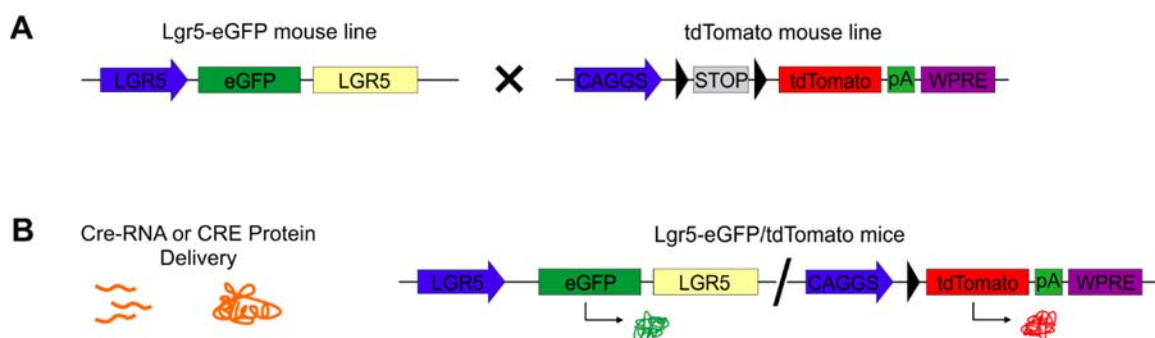 A
Lgr5-eGFP mouse line
tdTomato mouse line
LGR5 eGFP LGR5
CAGGS STOP tdTomato pA WPRE
B
Cre-RNA or CRE Protein
Delivery
Lgr5-eGFP/tdTomato mice
LGR5 eGFP LGR5 / CAGGS tdTomato pA WPRE